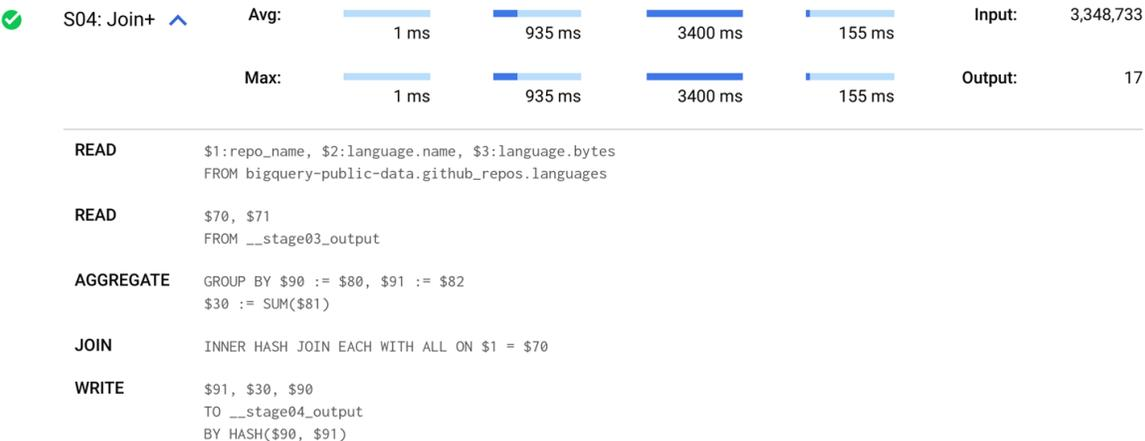 S04: Join+ Avg: 1 ms 935 ms 3400 ms 155 ms Input: 3,348,733
Max: 1 ms 935 ms 3400 ms 155 ms Output: 17
READ $1:repo_name, $2:language.name, $3:language.bytes
FROM bigquery-public-data.github_repos.languages
READ $70, $71
FROM __stage03_output
AGGREGATE GROUP BY $90 := $80, $91 := $82
$30 := SUM($81)
JOIN INNER HASH JOIN EACH WITH ALL ON $1 = $70
WRITE $91, $30, $90
TO __stage04_output
BY HASH($90, $91)